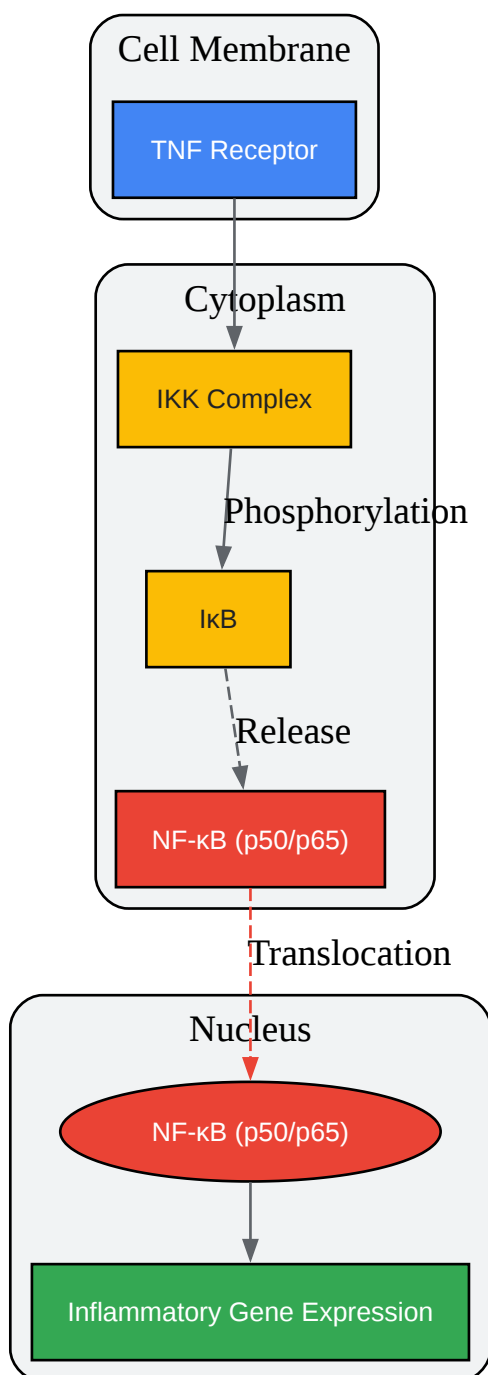 Cell Membrane
TNF Receptor
Cytoplasm
IKK Complex
Phosphorylation
IκB
Release
NF-κB (p50/p65)
Translocation
Nucleus
NF-κB (p50/p65)
Inflammatory Gene Expression